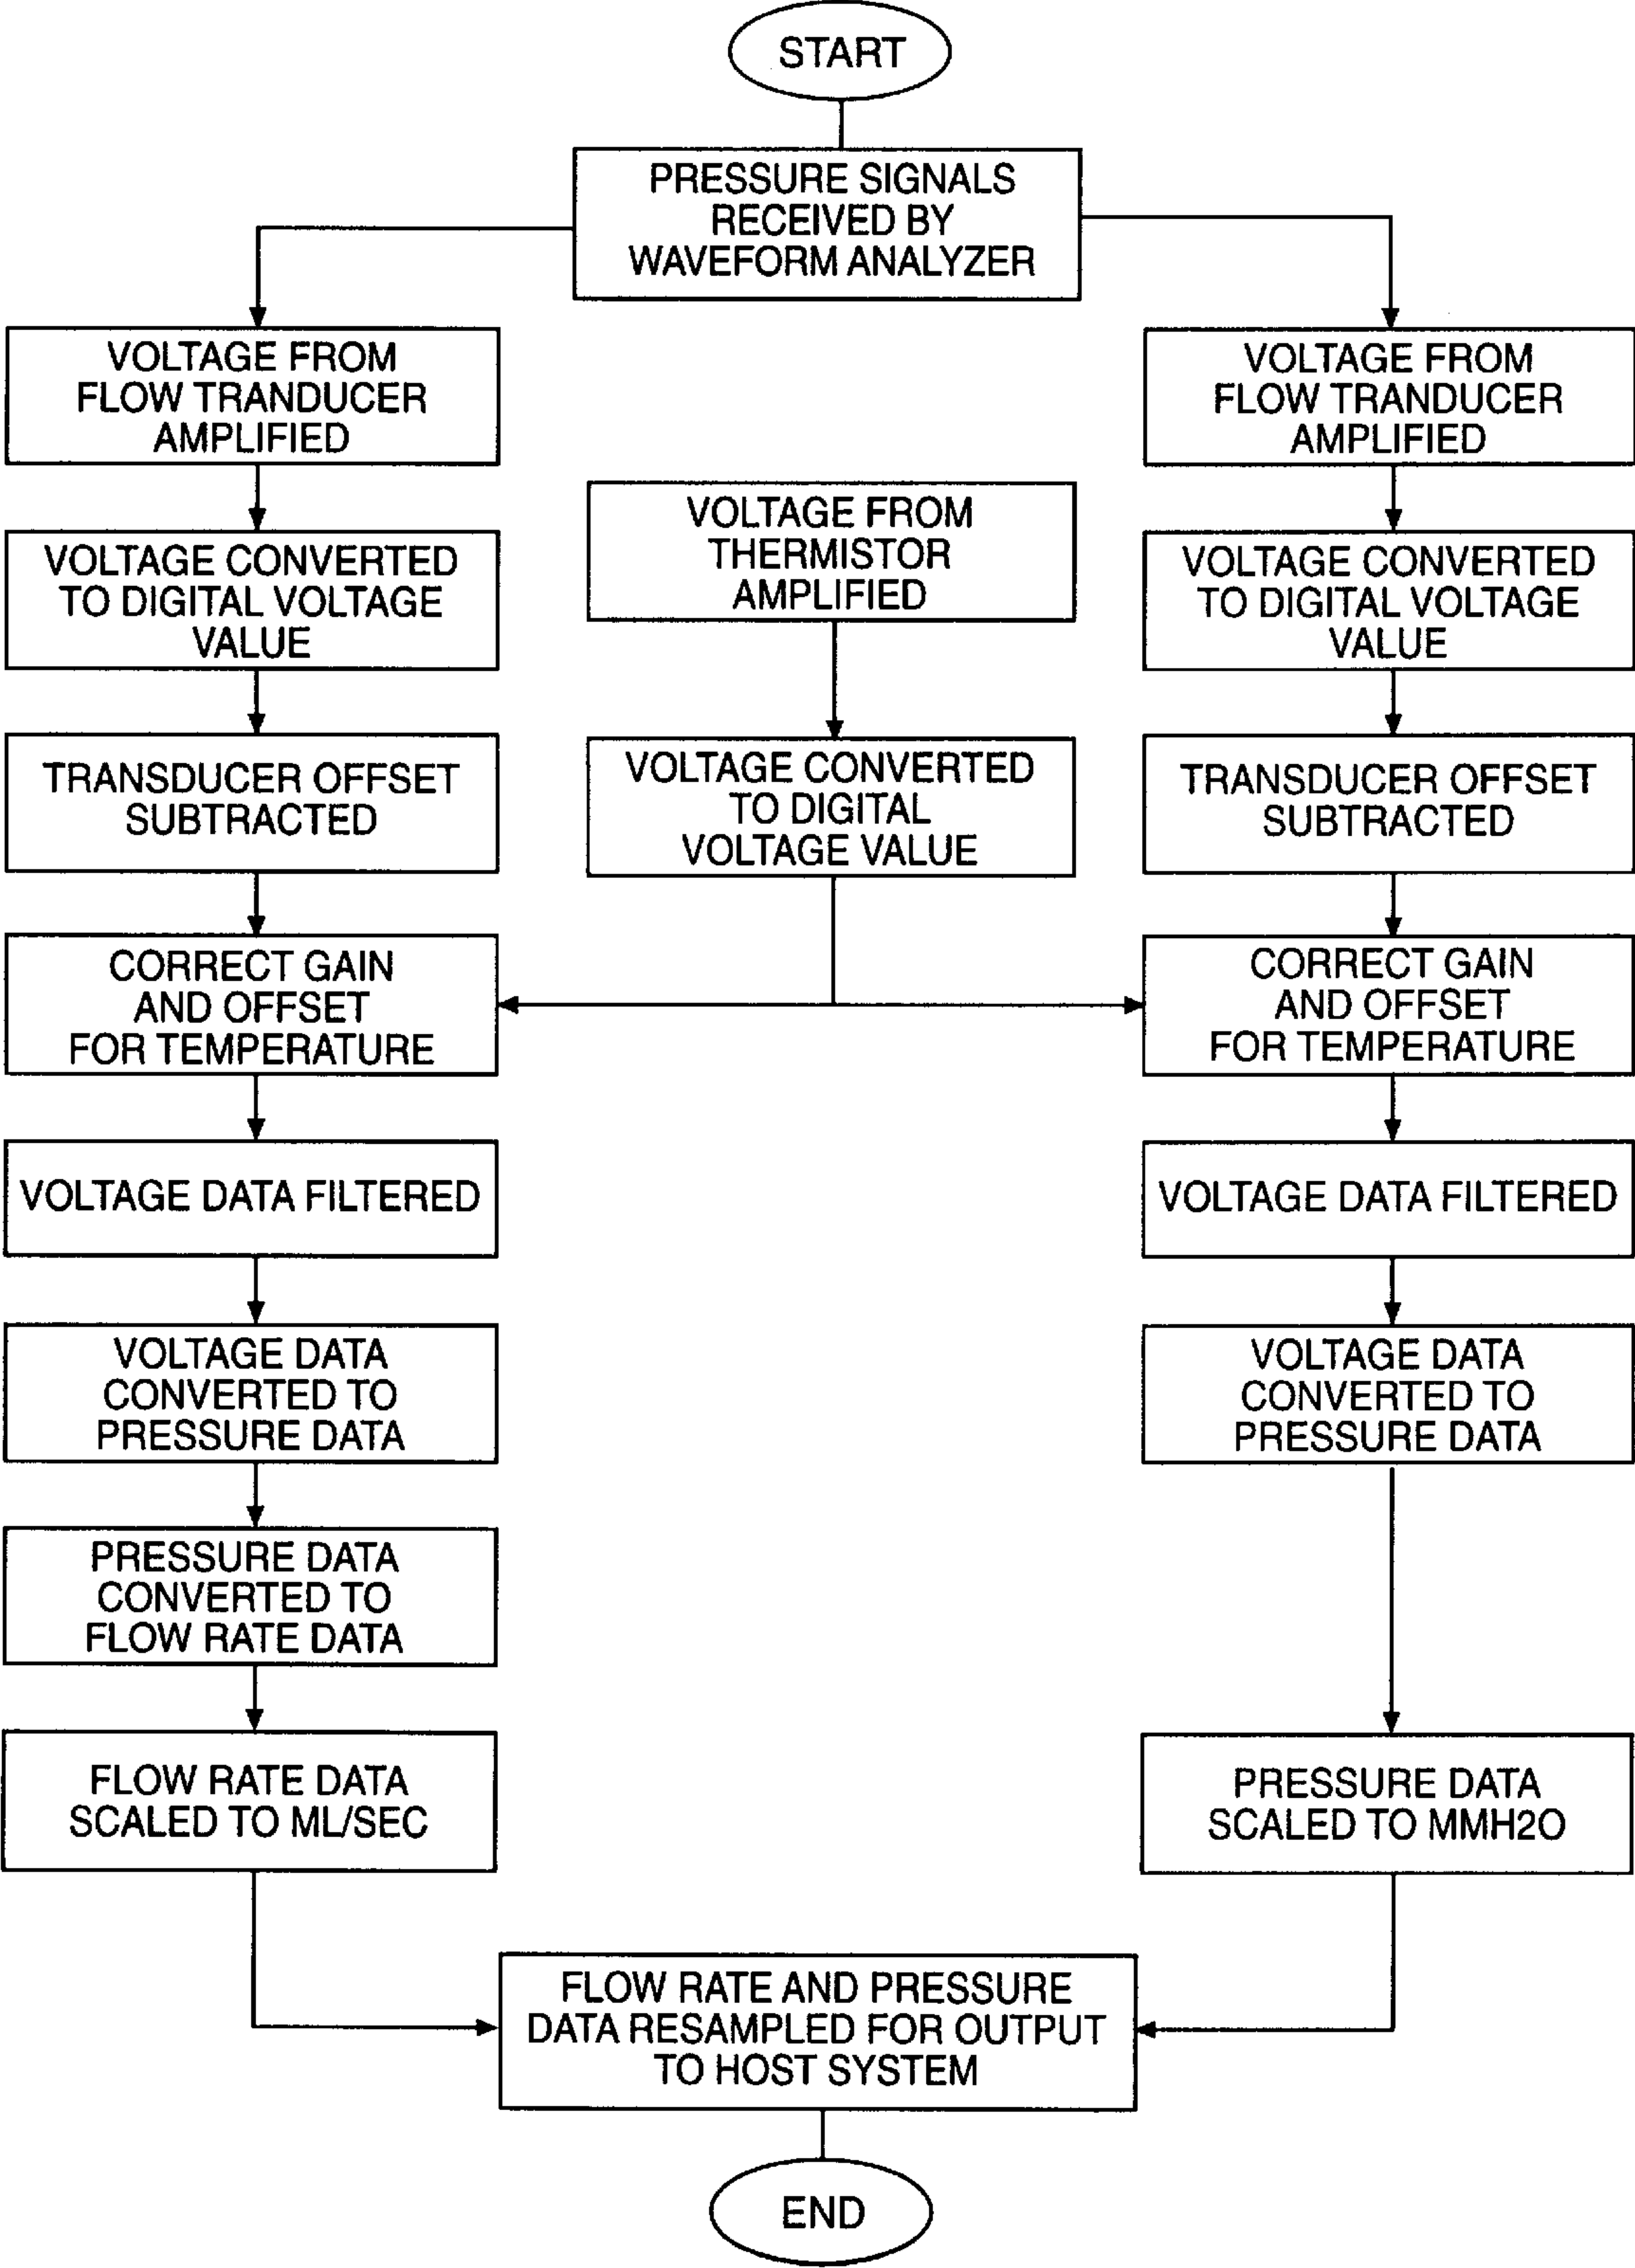 START
PRESSURE SIGNALS
RECEIVED BY
WAVEFORM ANALYZER
VOLTAGE FROM
FLOW TRANDUCER
AMPLIFIED
VOLTAGE FROM
FLOW TRANDUCER
AMPLIFIED
VOLTAGE FROM
THERMISTOR
AMPLIFIED
VOLTAGE CONVERTED
TO DIGITAL VOLTAGE
VALUE
VOLTAGE CONVERTED
TO DIGITAL VOLTAGE
VALUE
TRANSDUCER OFFSET
SUBTRACTED
VOLTAGE CONVERTED
TO DIGITAL
VOLTAGE VALUE
TRANSDUCER OFFSET
SUBTRACTED
CORRECT GAIN
AND OFFSET
FOR TEMPERATURE
CORRECT GAIN
AND OFFSET
FOR TEMPERATURE
VOLTAGE DATA FILTERED
VOLTAGE DATA FILTERED
VOLTAGE DATA
CONVERTED TO
PRESSURE DATA
VOLTAGE DATA
CONVERTED TO
PRESSURE DATA
PRESSURE DATA
CONVERTED TO
FLOW RATE DATA
FLOW RATE DATA
SCALED TO ML/SEC
PRESSURE DATA
SCALED TO MMH2O
FLOW RATE AND PRESSURE
DATA RESAMPLED FOR OUTPUT
TO HOST SYSTEM
END